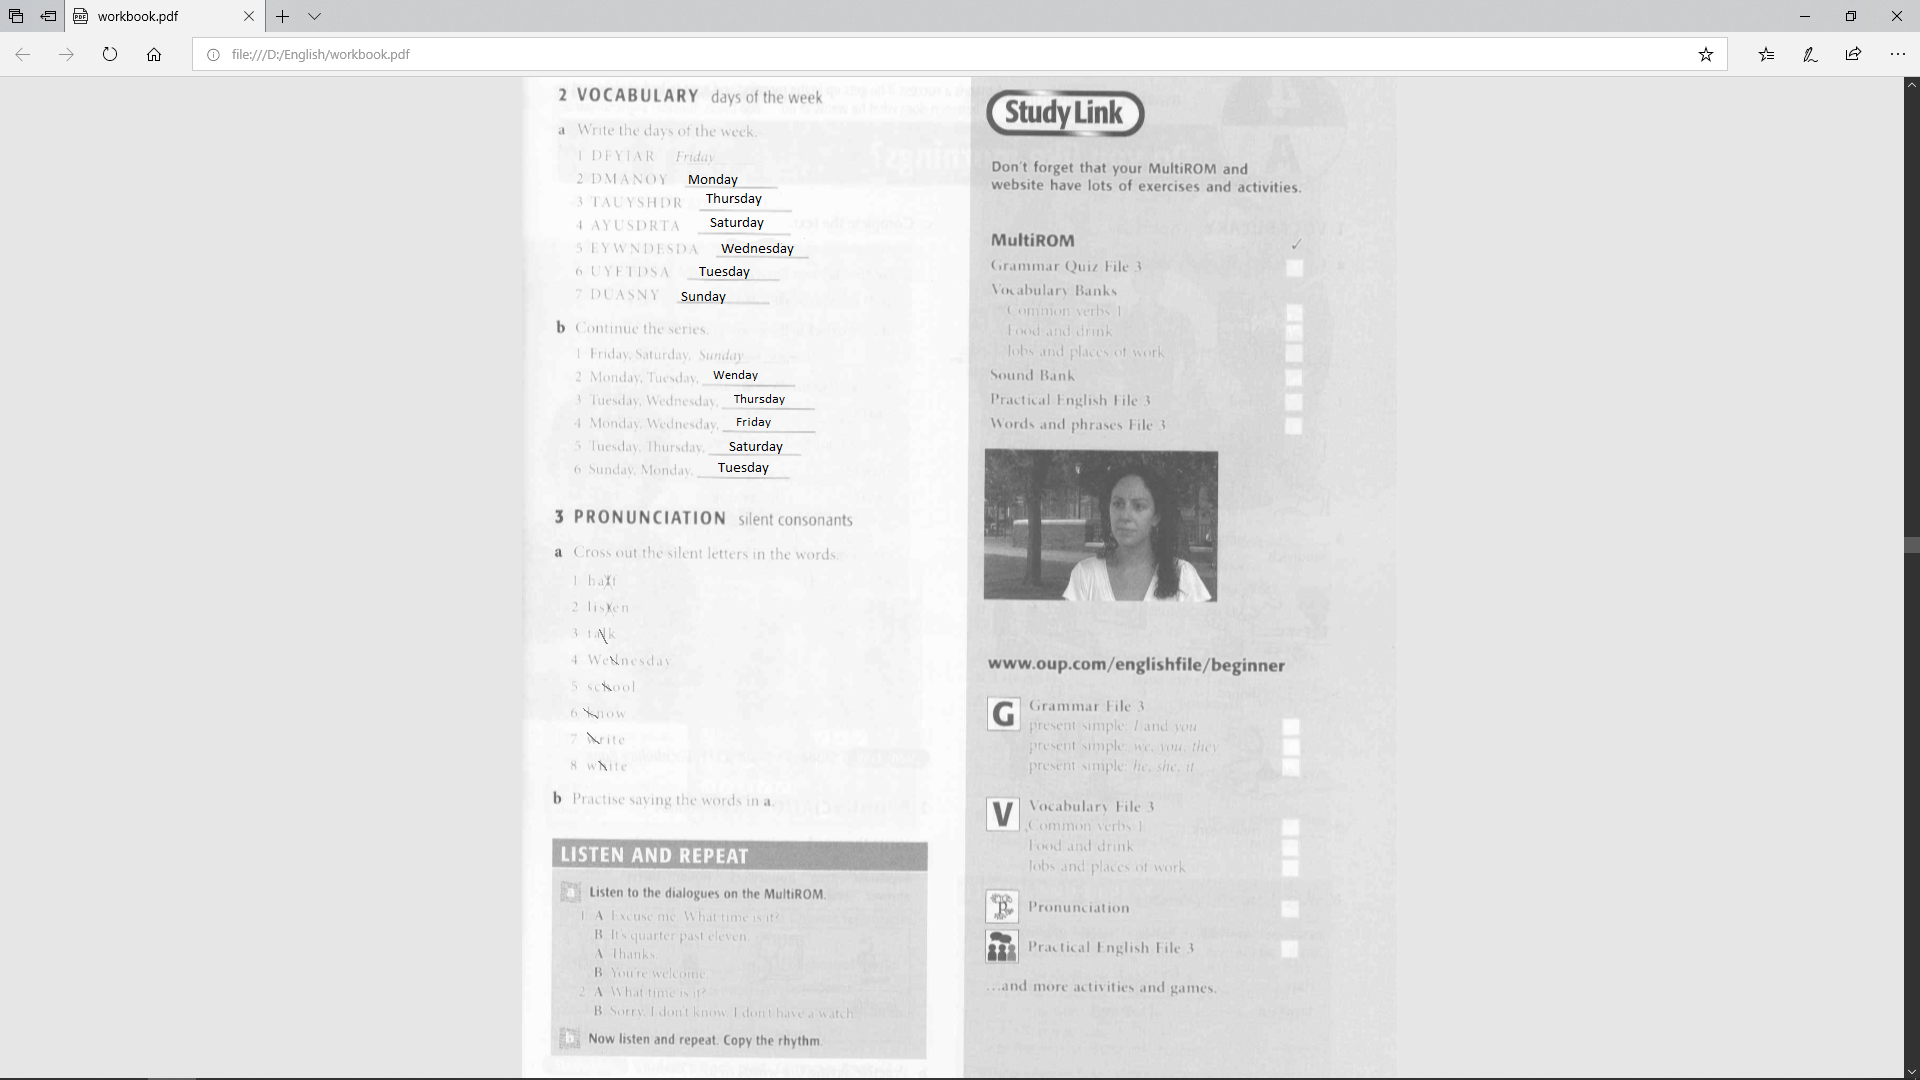 workbook.pdf
file:///D:/English/workbook.pdf
2 VOCABULARY days of the week
a Write the days of the week.
1 DFYIAR Friday
2 DMANOY Monday
3 TAUYSHDR Thursday
4 AYUSDRTA Saturday
5 EYWNDESDA Wednesday
6 UYETDSA Tuesday
7 DUASNY Sunday
b Continue the series.
1 Friday, Saturday, Sunday
2 Monday, Tuesday, Wenday
3 Tuesday, Wednesday, Thursday
4 Monday, Wednesday, Friday
5 Tuesday, Thursday, Saturday
6 Sunday, Monday, Tuesday
3 PRONUNCIATION silent consonants
a Cross out the silent letters in the words.
1 half
2 listen
3 talk
4 Wednesday
5 school
6 know
7 write
8 white
b Practise saying the words in a.
LISTEN AND REPEAT
a Listen to the dialogues on the MultiROM.
1 A Excuse me. What time is it?
B It's quarter past eleven.
A Thanks.
B You're welcome.
2 A What time is it?
B Sorry, I don't know. I don't have a watch.
b Now listen and repeat. Copy the rhythm.
Study Link
Don't forget that your MultiROM and
website have lots of exercises and activities.
MultiROM ✓
Grammar Quiz File 3
Vocabulary Banks
Common verbs 1
Food and drink
Jobs and places of work
Sound Bank
Practical English File 3
Words and phrases File 3
www.oup.com/englishfile/beginner
G Grammar File 3
present simple: I and you
present simple: we, you, they
present simple: he, she, it
V Vocabulary File 3
Common verbs 1
Food and drink
Jobs and places of work
P Pronunciation
Practical English File 3
...and more activities and games.